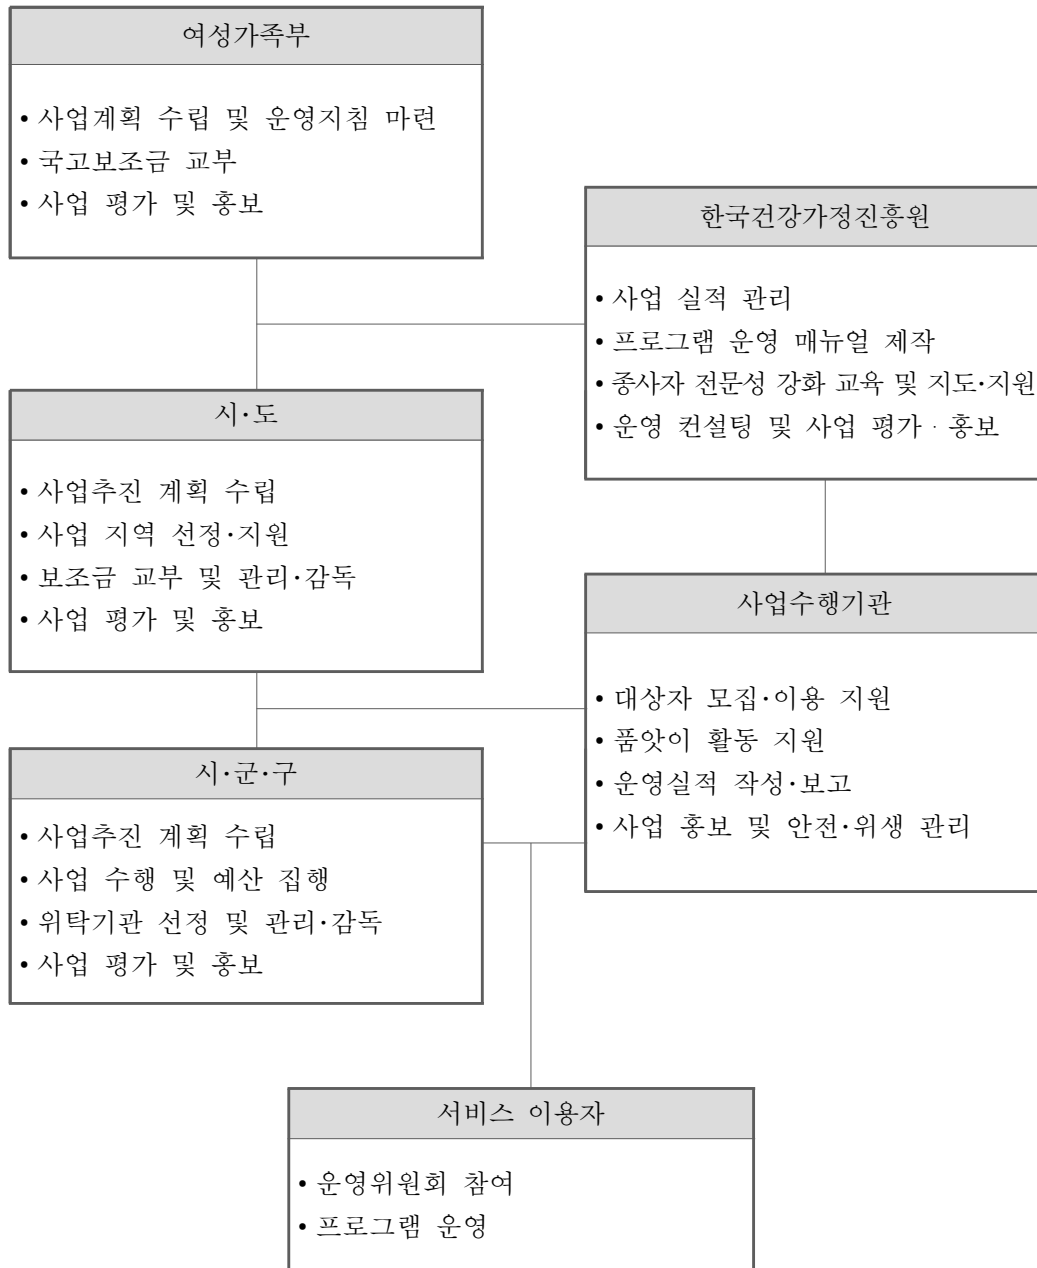 여성가족부
• 사업계획 수립 및 운영지침 마련
• 국고보조금 교부
• 사업 평가 및 홍보
한국건강가정진흥원
• 사업 실적 관리
• 프로그램 운영 매뉴얼 제작
• 종사자 전문성 강화 교육 및 지도·지원
• 운영 컨설팅 및 사업 평가 · 홍보
시·도
• 사업추진 계획 수립
• 사업 지역 선정·지원
• 보조금 교부 및 관리·감독
• 사업 평가 및 홍보
사업수행기관
• 대상자 모집·이용 지원
• 품앗이 활동 지원
• 운영실적 작성·보고
• 사업 홍보 및 안전·위생 관리
시·군·구
• 사업추진 계획 수립
• 사업 수행 및 예산 집행
• 위탁기관 선정 및 관리·감독
• 사업 평가 및 홍보
서비스 이용자
• 운영위원회 참여
• 프로그램 운영